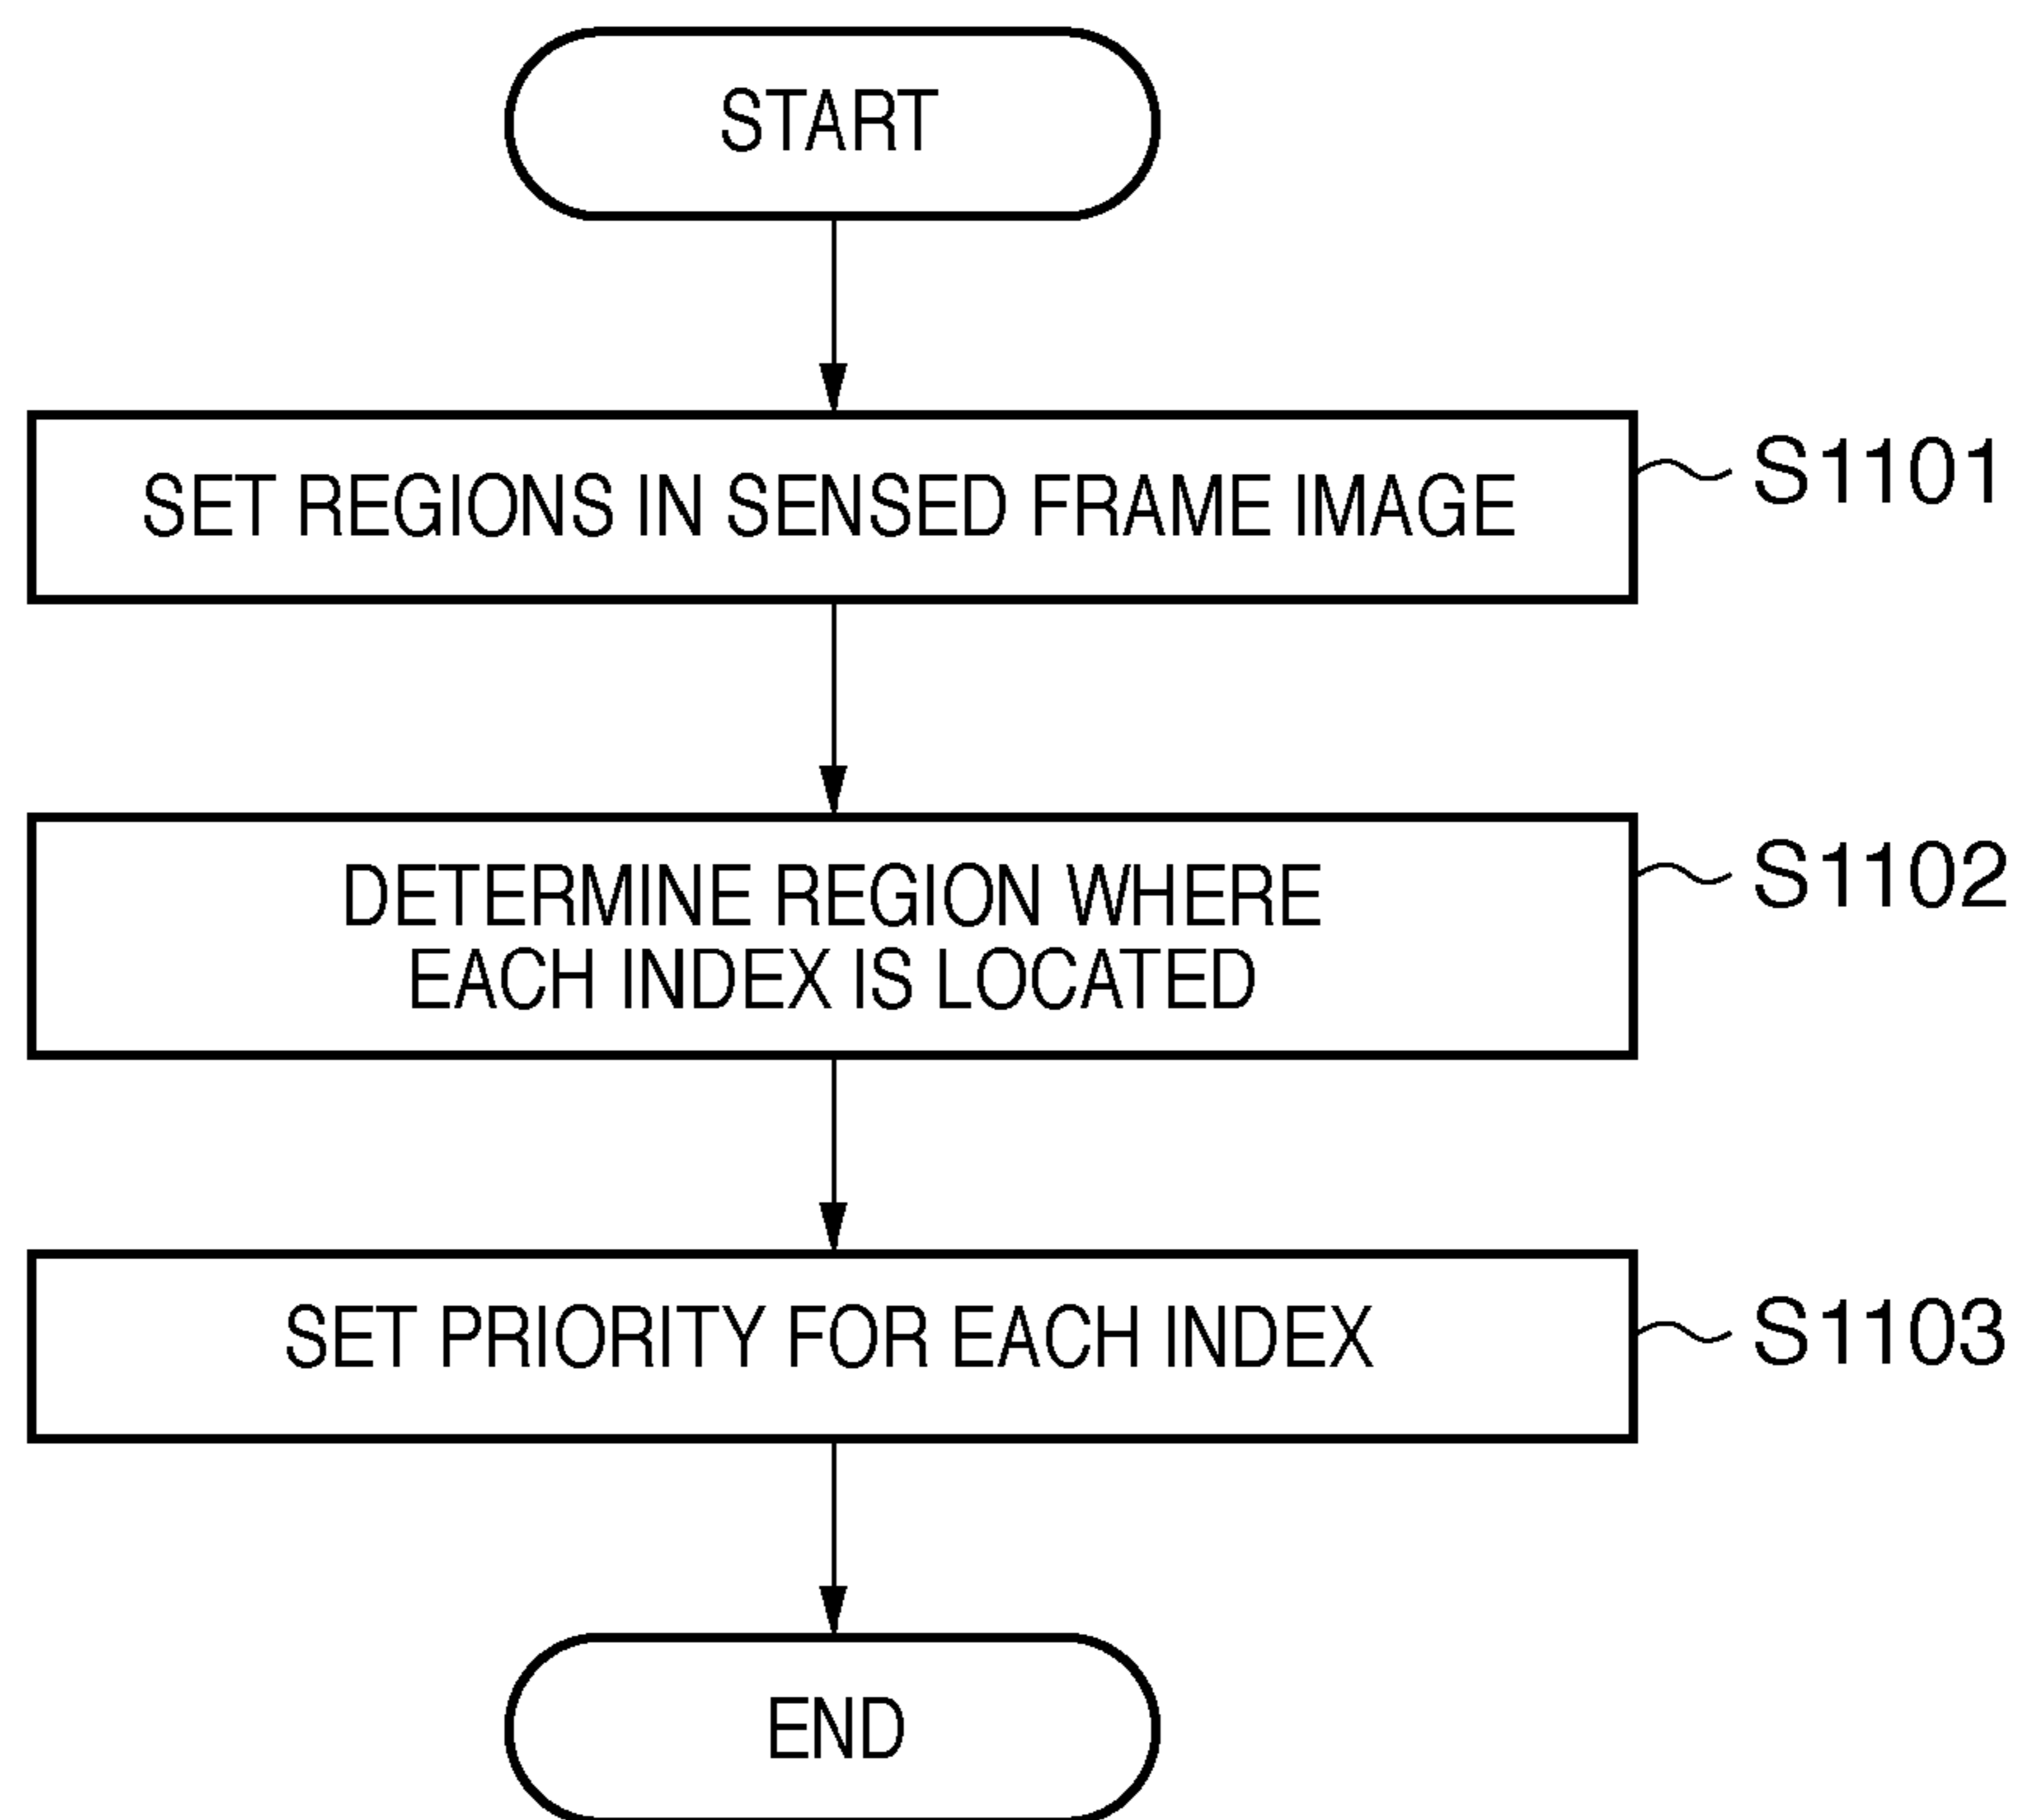 START
SET REGIONS IN SENSED FRAME IMAGE
S1101
DETERMINE REGION WHERE
EACH INDEX IS LOCATED
S1102
SET PRIORITY FOR EACH INDEX
S1103
END